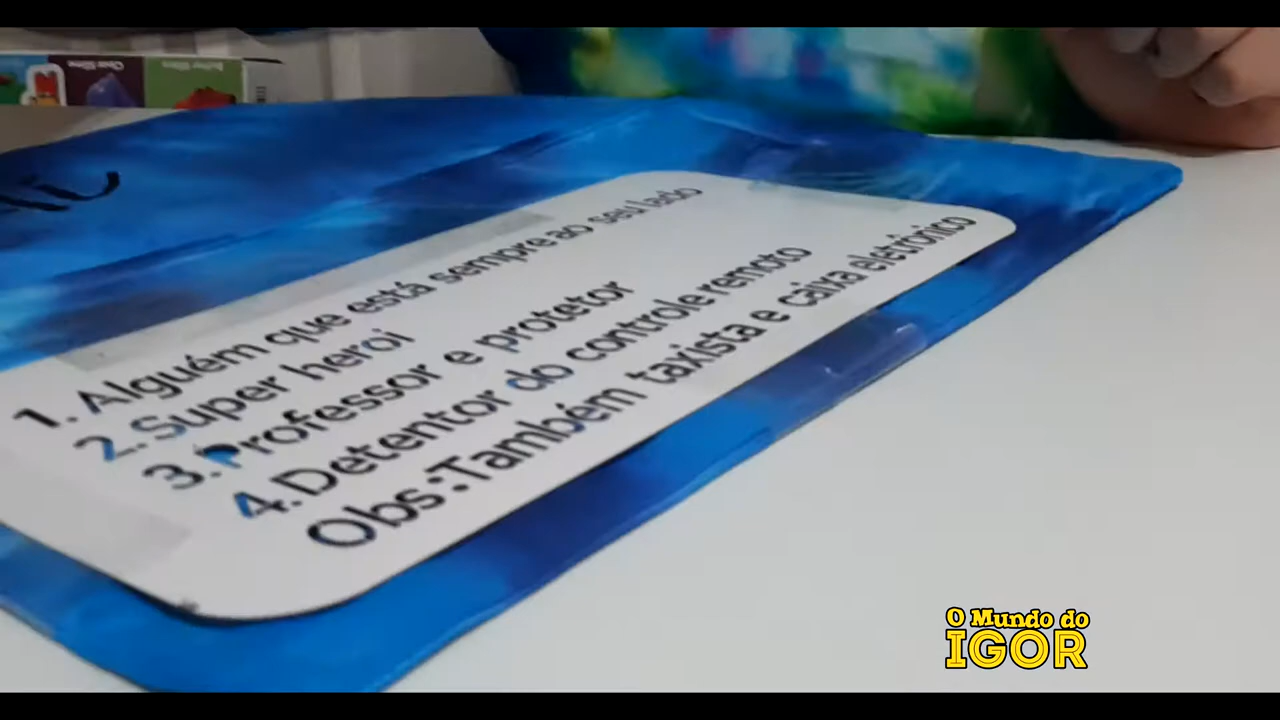 1. Alguém que está sempre ao seu lado
2. Super heroi
3. Professor e protetor
4. Detentor do controle remoto
Obs: Também taxista e caixa eletrônico
O Mundo do
IGOR